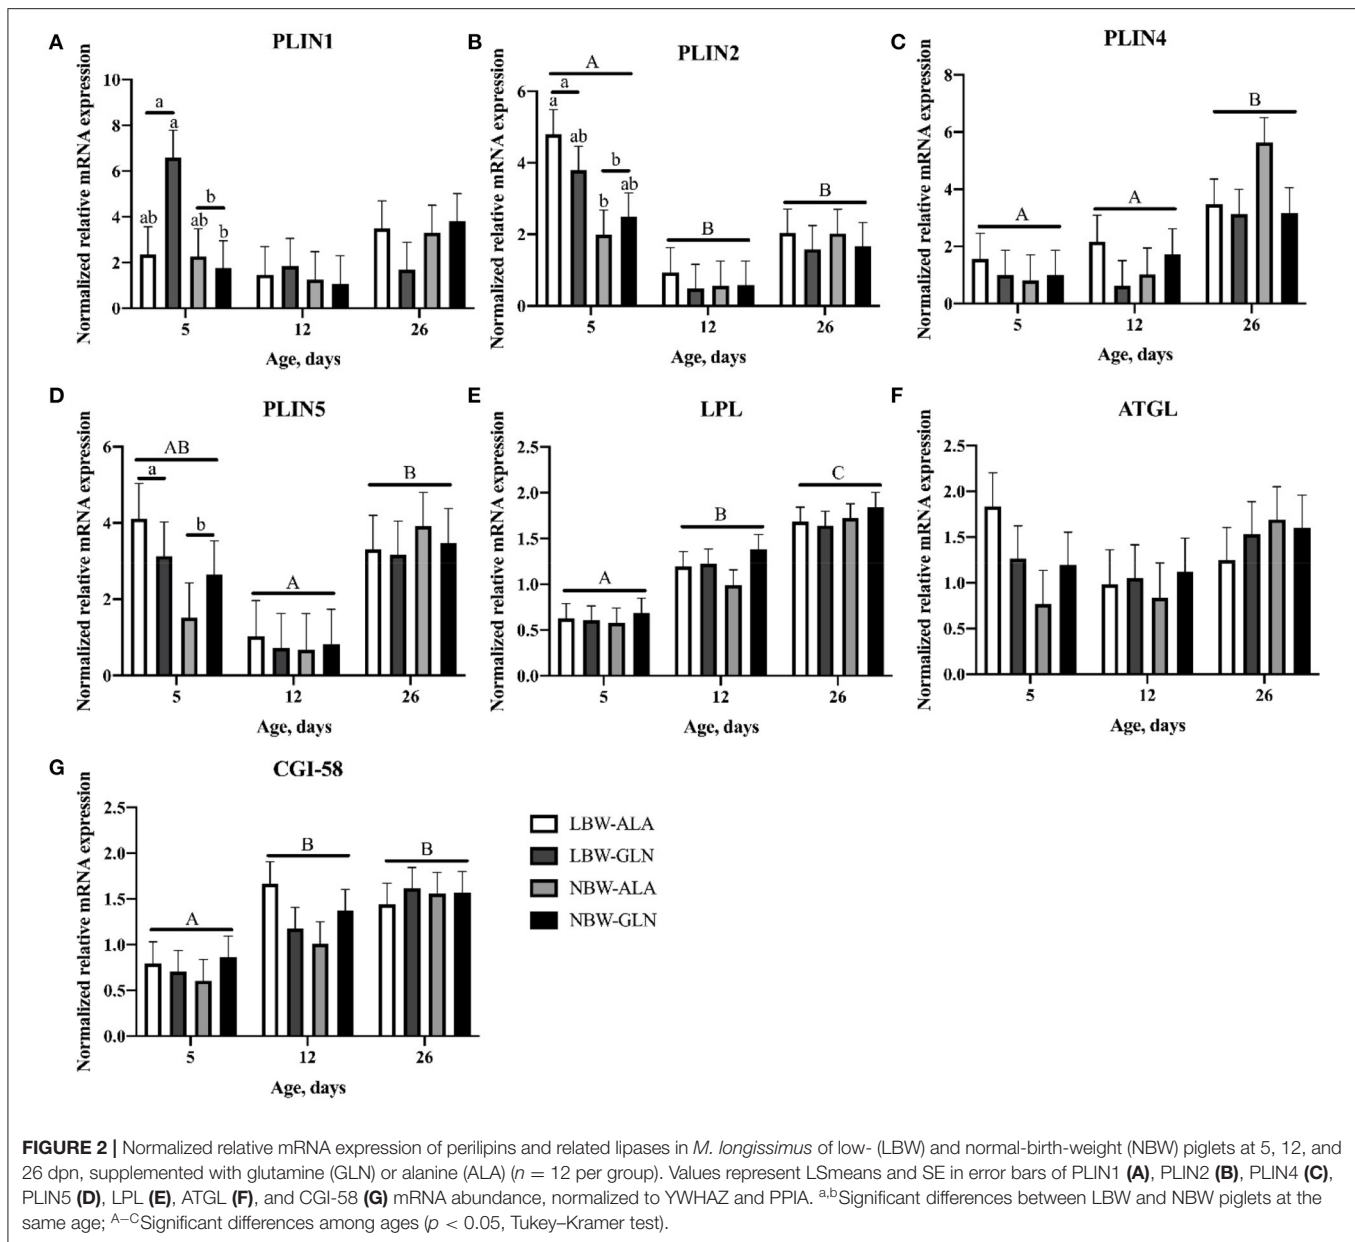 A
PLIN1
Normalized relative mRNA expression
10
8
6
4
2
0
a
a
ab
b
ab
b
5
12
26
Age, days
B
PLIN2
Normalized relative mRNA expression
6
4
2
0
A
a
a
ab
b
b
ab
B
B
5
12
26
Age, days
C
PLIN4
Normalized relative mRNA expression
8
6
4
2
0
A
A
B
5
12
26
Age, days
D
PLIN5
Normalized relative mRNA expression
6
4
2
0
AB
a
b
A
B
5
12
26
Age, days
E
LPL
Normalized relative mRNA expression
2.5
2.0
1.5
1.0
0.5
0.0
A
B
C
5
12
26
Age, days
F
ATGL
Normalized relative mRNA expression
2.5
2.0
1.5
1.0
0.5
0.0
5
12
26
Age, days
G
CGI-58
Normalized relative mRNA expression
2.5
2.0
1.5
1.0
0.5
0.0
A
B
B
5
12
26
Age, days
LBW-ALA
LBW-GLN
NBW-ALA
NBW-GLN
FIGURE 2 | Normalized relative mRNA expression of perilipins and related lipases in M. longissimus of low- (LBW) and normal-birth-weight (NBW) piglets at 5, 12, and
26 dpn, supplemented with glutamine (GLN) or alanine (ALA) (n = 12 per group). Values represent LSmeans and SE in error bars of PLIN1 (A), PLIN2 (B), PLIN4 (C),
PLIN5 (D), LPL (E), ATGL (F), and CGI-58 (G) mRNA abundance, normalized to YWHAZ and PPIA. a,bSignificant differences between LBW and NBW piglets at the
same age; A–CSignificant differences among ages (p < 0.05, Tukey–Kramer test).